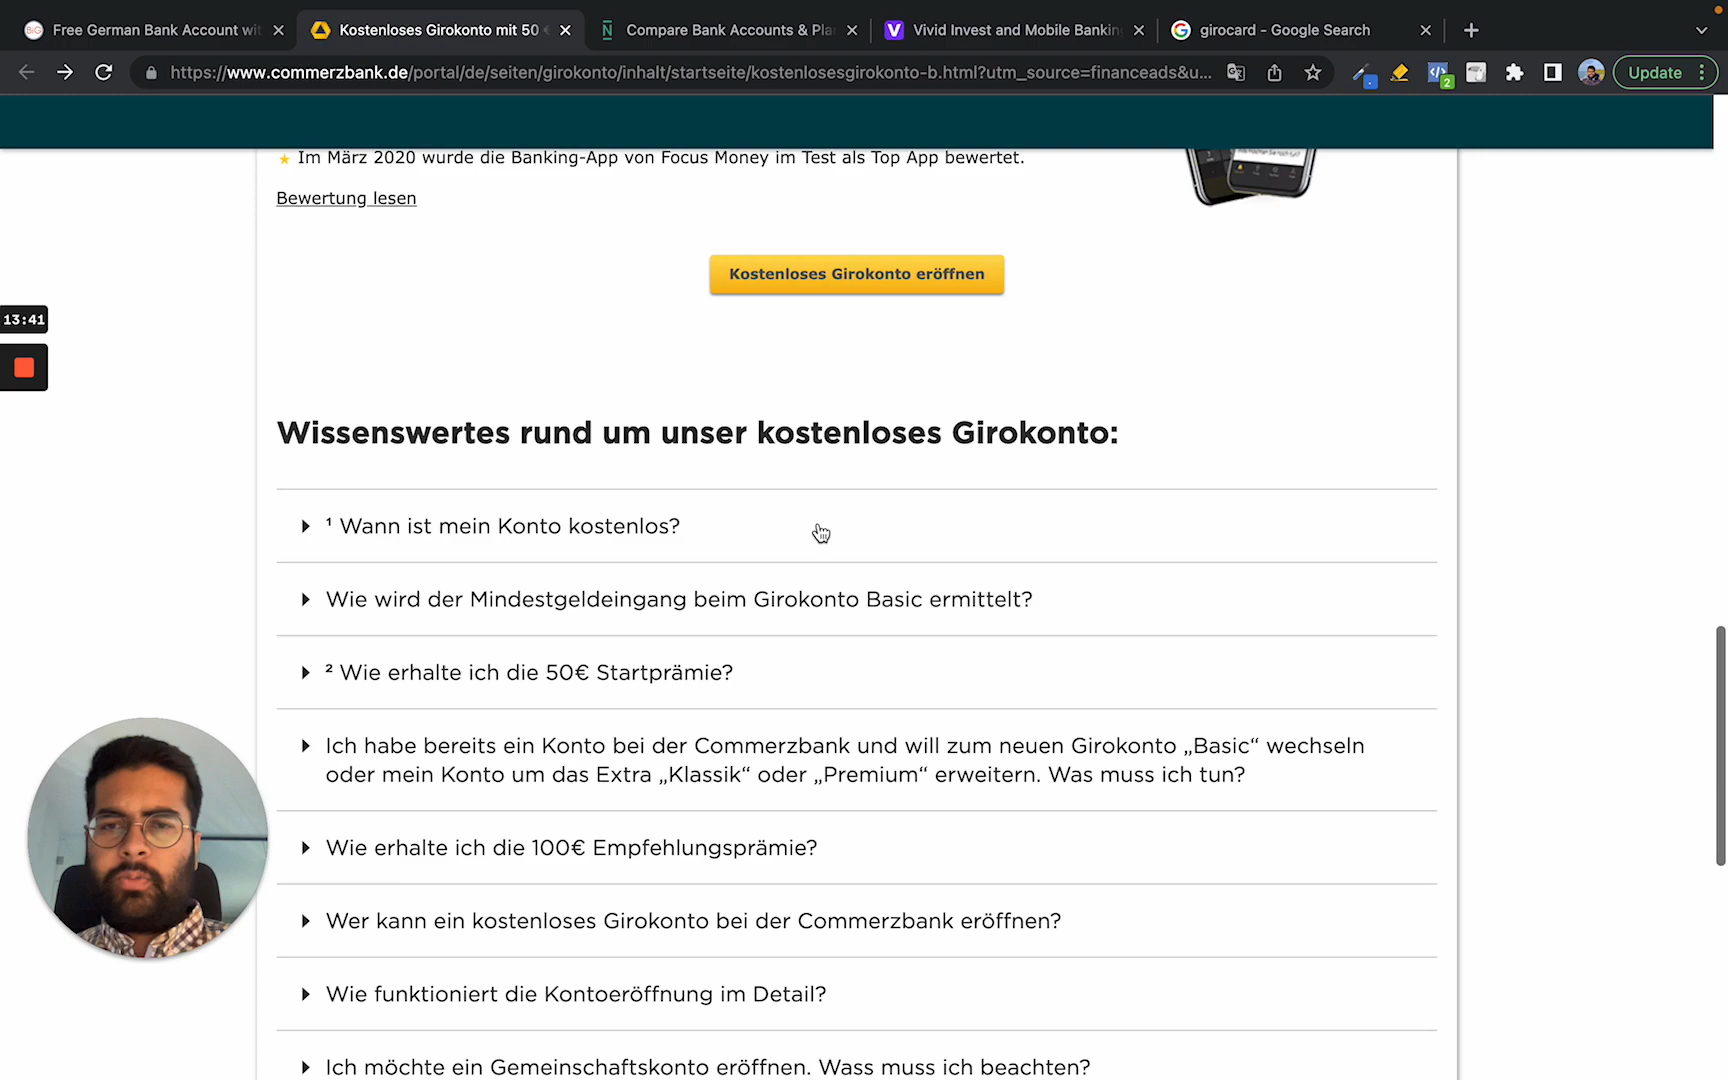 Free German Bank Account wit
Kostenloses Girokonto mit 50
Compare Bank Accounts & Pla
Vivid Invest and Mobile Bankin
girocard - Google Search
https://www.commerzbank.de/portal/de/seiten/girokonto/inhalt/startseite/kostenlosesgirokonto-b.html?utm_source=financeads&u...
2
Update
Im März 2020 wurde die Banking-App von Focus Money im Test als Top App bewertet.
Bewertung lesen
Kostenloses Girokonto eröffnen
13:41
Wissenswertes rund um unser kostenloses Girokonto:
¹ Wann ist mein Konto kostenlos?
Wie wird der Mindestgeldeingang beim Girokonto Basic ermittelt?
² Wie erhalte ich die 50€ Startprämie?
Ich habe bereits ein Konto bei der Commerzbank und will zum neuen Girokonto „Basic“ wechseln
oder mein Konto um das Extra „Klassik“ oder „Premium“ erweitern. Was muss ich tun?
Wie erhalte ich die 100€ Empfehlungsprämie?
Wer kann ein kostenloses Girokonto bei der Commerzbank eröffnen?
Wie funktioniert die Kontoeröffnung im Detail?
Ich möchte ein Gemeinschaftskonto eröffnen. Wass muss ich beachten?